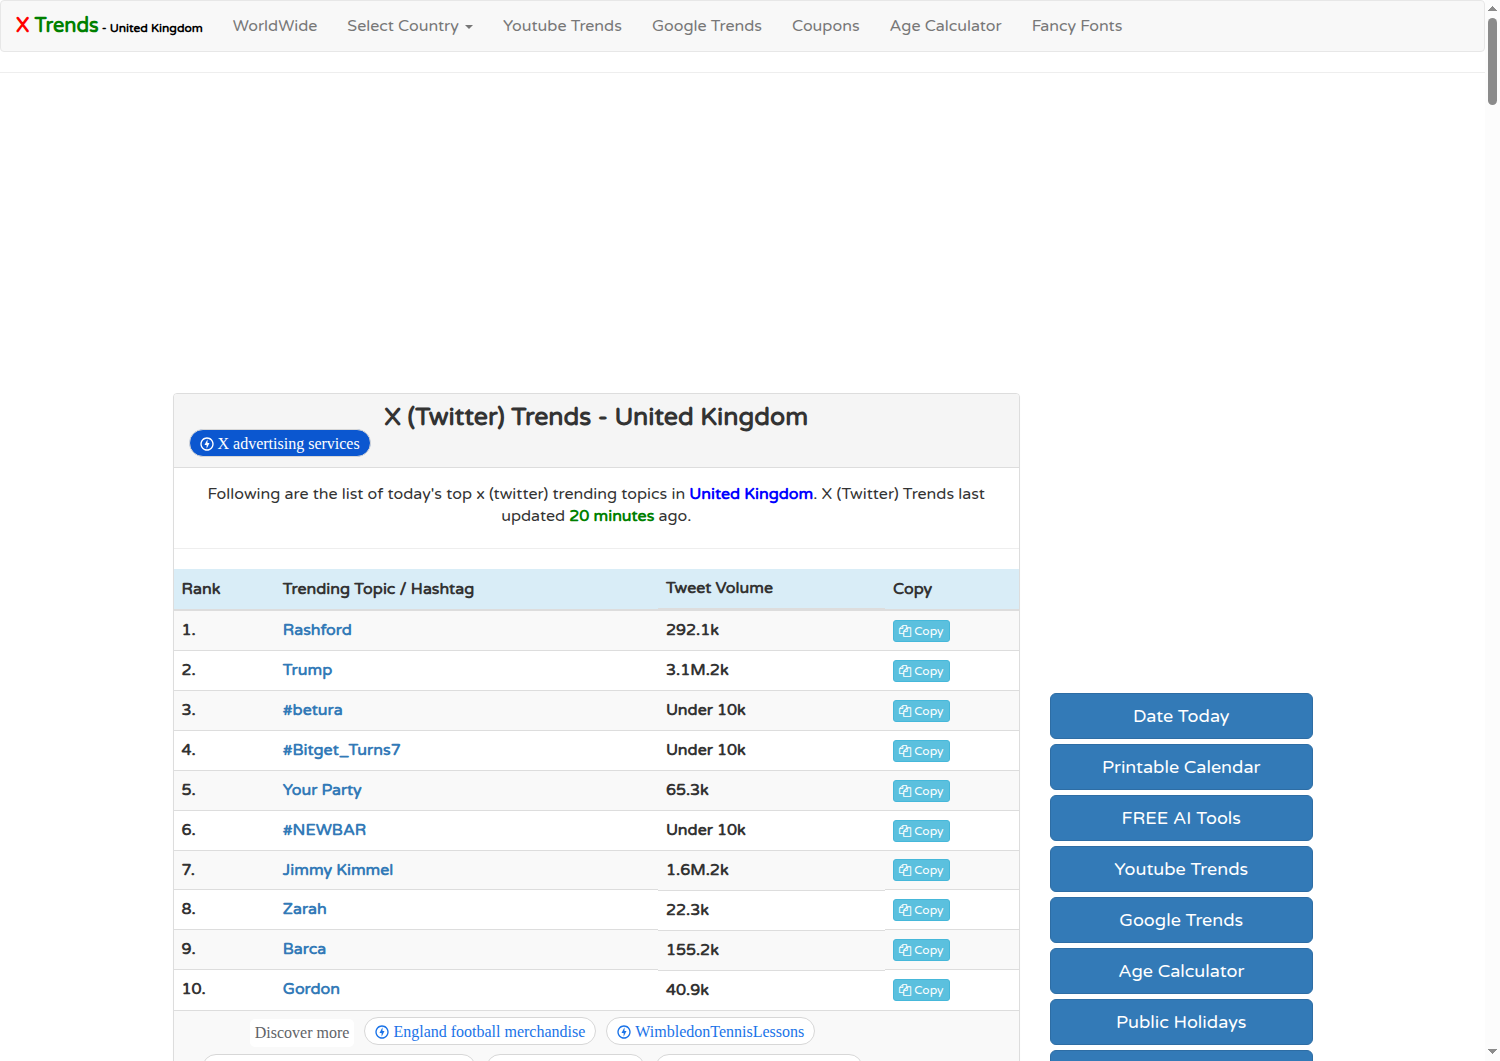 X Trends - United Kingdom WorldWide Select Country Youtube Trends Google Trends Coupons Age Calculator Fancy Fonts
X (Twitter) Trends - United Kingdom
X advertising services
Following are the list of today's top x (twitter) trending topics in United Kingdom. X (Twitter) Trends last
updated 20 minutes ago.
Rank Trending Topic / Hashtag Tweet Volume Copy
1. Rashford 292.1k Copy
2. Trump 3.1M.2k Copy
3. #betura Under 10k Copy
4. #Bitget_Turns7 Under 10k Copy
5. Your Party 65.3k Copy
6. #NEWBAR Under 10k Copy
7. Jimmy Kimmel 1.6M.2k Copy
8. Zarah 22.3k Copy
9. Barca 155.2k Copy
10. Gordon 40.9k Copy
Discover more England football merchandise WimbledonTennisLessons
Date Today
Printable Calendar
FREE AI Tools
Youtube Trends
Google Trends
Age Calculator
Public Holidays